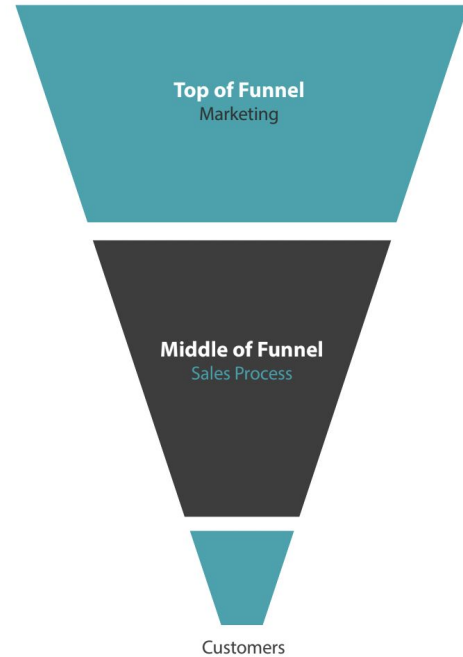 Top of Funnel
Marketing
Middle of Funnel
Sales Process
Customers